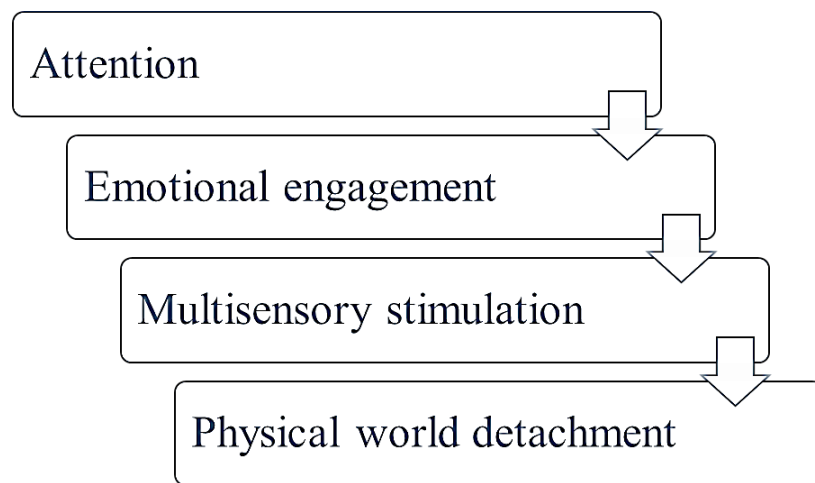 Attention
Emotional engagement
Multisensory stimulation
Physical world detachment